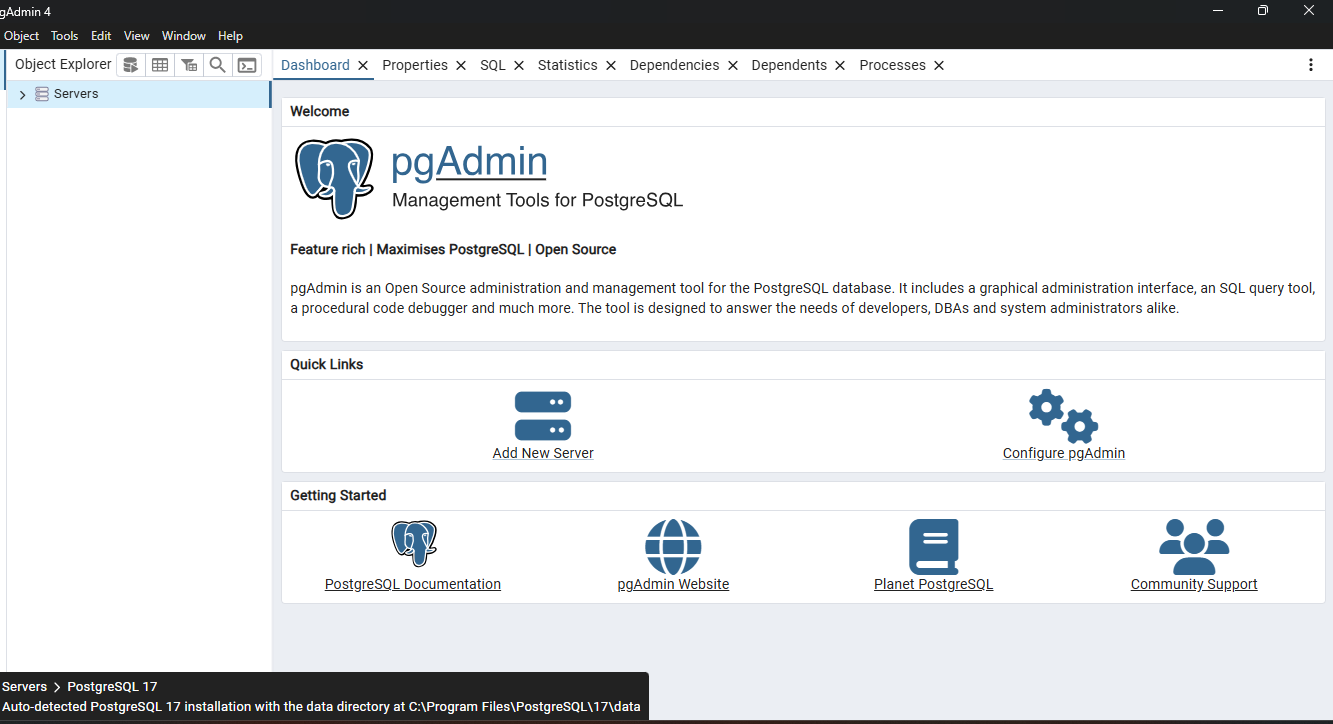 gAdmin 4
Object Tools Edit View Window Help
Object Explorer
Dashboard Properties SQL Statistics Dependencies Dependents Processes
Servers
Welcome
pgAdmin
Management Tools for PostgreSQL
Feature rich | Maximises PostgreSQL | Open Source
pgAdmin is an Open Source administration and management tool for the PostgreSQL database. It includes a graphical administration interface, an SQL query tool,
a procedural code debugger and much more. The tool is designed to answer the needs of developers, DBAs and system administrators alike.
Quick Links
Add New Server Configure pgAdmin
Getting Started
PostgreSQL Documentation pgAdmin Website Planet PostgreSQL Community Support
Servers > PostgreSQL 17
Auto-detected PostgreSQL 17 installation with the data directory at C:\Program Files\PostgreSQL\17\data